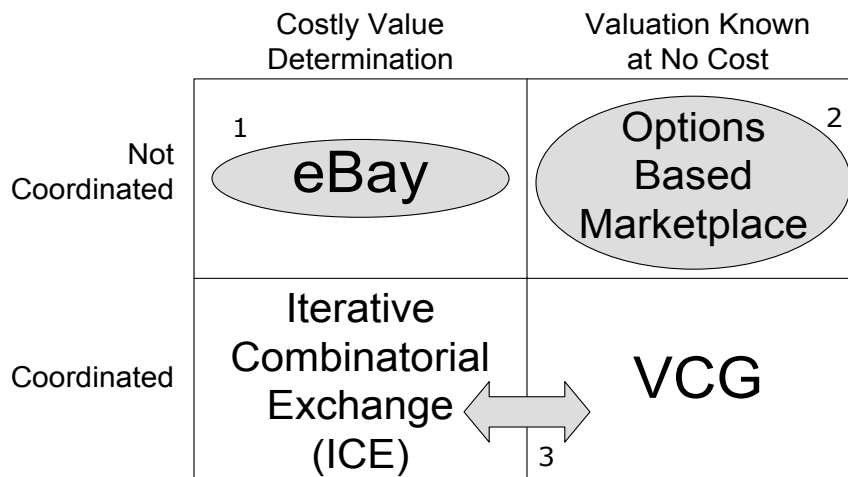 Costly Value
Determination
Valuation Known
at No Cost
Not
Coordinated
1
eBay
2
Options
Based
Marketplace
Coordinated
Iterative
Combinatorial
Exchange
(ICE)
3
VCG